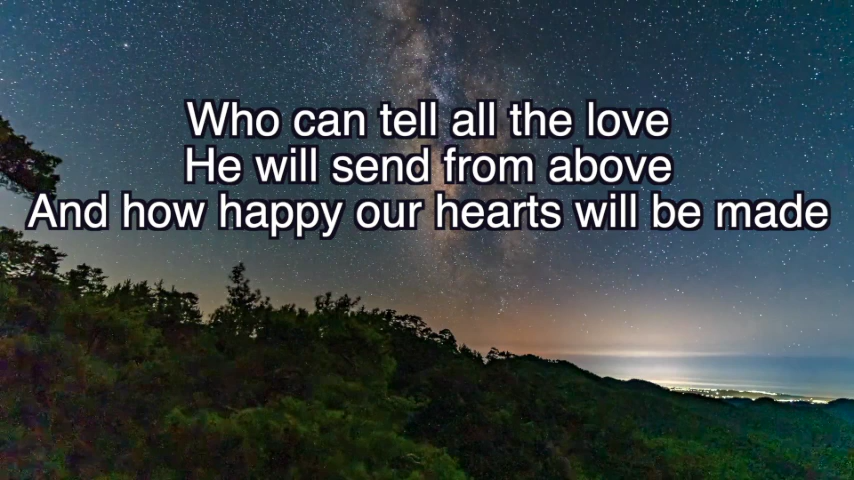 Who can tell all the love
He will send from above
And how happy our hearts will be made